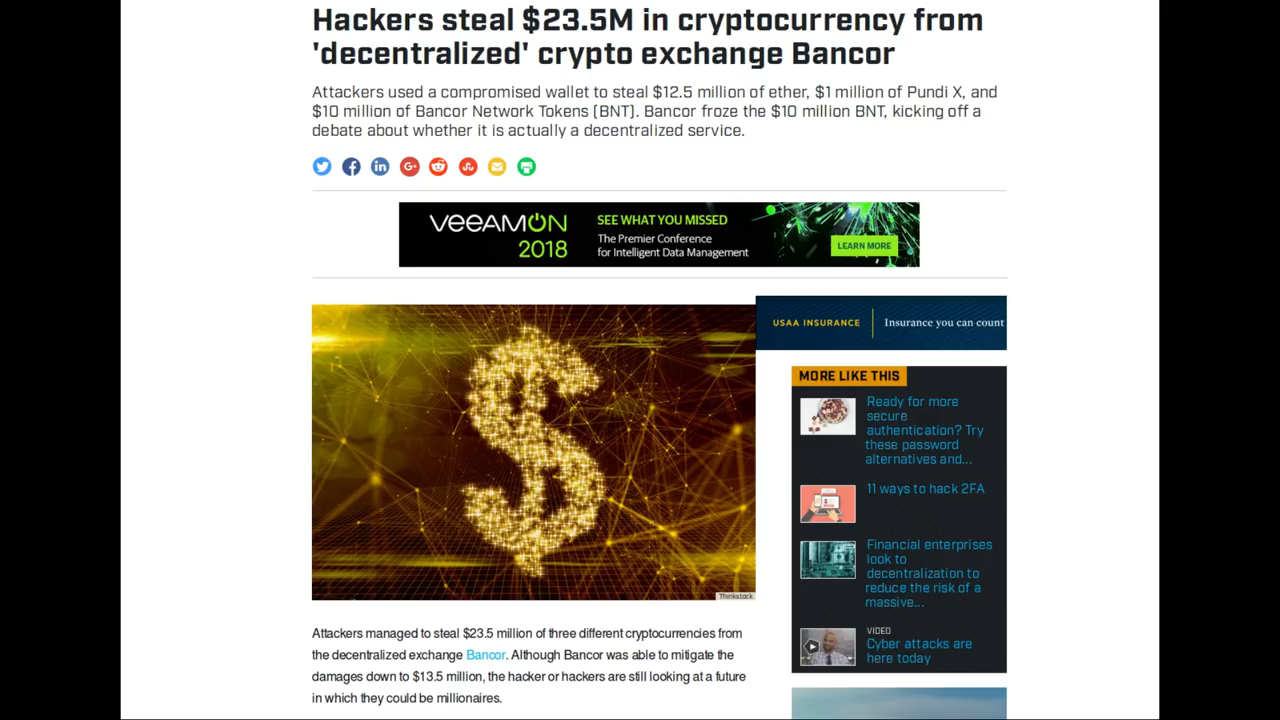 Hackers steal $23.5M in cryptocurrency from
'decentralized' crypto exchange Bancor
Attackers used a compromised wallet to steal $12.5 million of ether, $1 million of Pundi X, and
$10 million of Bancor Network Tokens (BNT). Bancor froze the $10 million BNT, kicking off a
debate about whether it is actually a decentralized service.
VEEAMON
2018
SEE WHAT YOU MISSED
The Premier Conference
for Intelligent Data Management
LEARN MORE
USAA INSURANCE
Insurance you can count
Thinkstock
MORE LIKE THIS
Ready for more
secure
authentication? Try
these password
alternatives and...
11 ways to hack 2FA
Financial enterprises
look to
decentralization to
reduce the risk of a
massive...
VIDEO
Cyber attacks are
here today
Attackers managed to steal $23.5 million of three different cryptocurrencies from
the decentralized exchange Bancor. Although Bancor was able to mitigate the
damages down to $13.5 million, the hacker or hackers are still looking at a future
in which they could be millionaires.